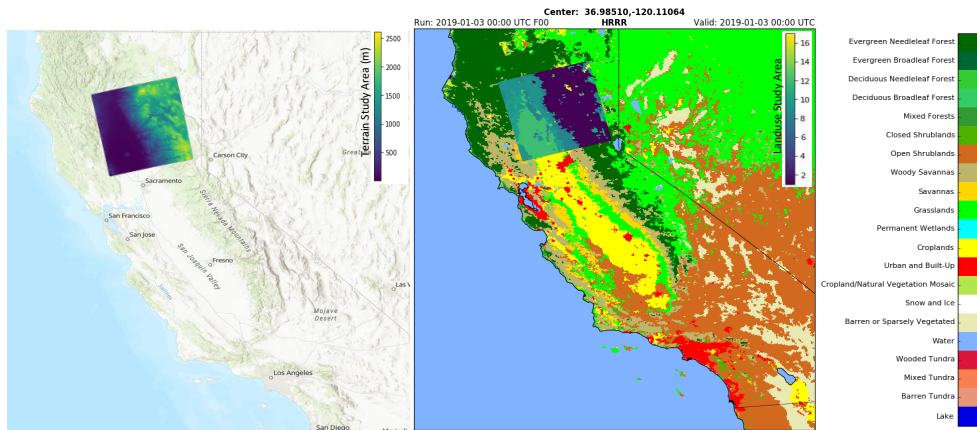 Center:  36.98510,-120.11064
Run: 2019-01-03 00:00 UTC F00
HRRR
Valid: 2019-01-03 00:00 UTC
Terrain Study Area (m)
2500
2000
1500
1000
500
Carson City
Sacramento
San Francisco
San Jose
Sierra Nevada Mountains
Fresno
San Joaquin Valley
Las V
Mojave
Desert
Los Angeles
San Diego
Landuse Study Area
16
14
12
10
8
6
4
2
Evergreen Needleleaf Forest
Evergreen Broadleaf Forest
Deciduous Needleleaf Forest
Deciduous Broadleaf Forest
Mixed Forests
Closed Shrublands
Open Shrublands
Woody Savannas
Savannas
Grasslands
Permanent Wetlands
Croplands
Urban and Built-Up
Cropland/Natural Vegetation Mosaic
Snow and Ice
Barren or Sparsely Vegetated
Water
Wooded Tundra
Mixed Tundra
Barren Tundra
Lake